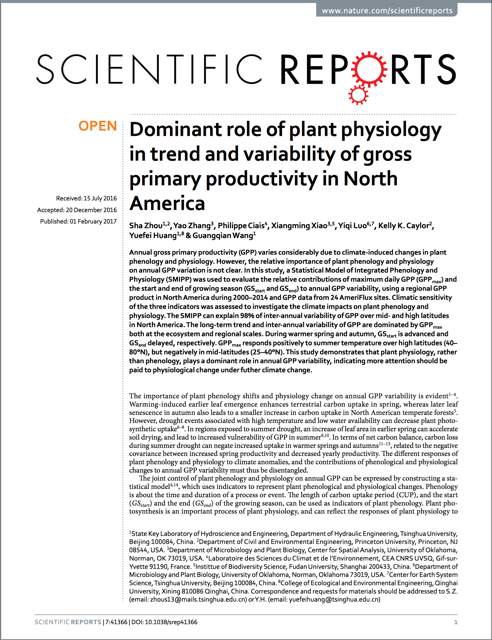 www.nature.com/scientificreports
SCIENTIFIC REPORTS
OPEN
Dominant role of plant physiology
in trend and variability of gross
primary productivity in North
America
Received: 15 July 2016
Accepted: 20 December 2016
Published: 01 February 2017
Sha Zhou1,2, Yao Zhang3, Philippe Ciais4, Xiangming Xiao3,5, Yiqi Luo6,7, Kelly K. Caylor2,
Yuefei Huang1,8 & Guangqian Wang1
Annual gross primary productivity (GPP) varies considerably due to climate-induced changes in plant
phenology and physiology. However, the relative importance of plant phenology and physiology
on annual GPP variation is not clear. In this study, a Statistical Model of Integrated Phenology and
Physiology (SMIPP) was used to evaluate the relative contributions of maximum daily GPP (GPPmax)
and the start and end of growing season (GSstart and GSend) to annual GPP variability, using a regional GPP
product in North America during 2000–2014 and GPP data from 24 AmeriFlux sites. Climatic sensitivity
of the three indicators was assessed to investigate the climate impacts on plant phenology and
physiology. The SMIPP can explain 98% of inter-annual variability of GPP over mid- and high latitudes
in North America. The long-term trend and inter-annual variability of GPP are dominated by GPPmax
both at the ecosystem and regional scales. During warmer spring and autumn, GSstart is advanced and
GSend delayed, respectively. GPPmax responds positively to summer temperature over high latitudes (40–
80°N), but negatively in mid-latitudes (25–40°N). This study demonstrates that plant physiology, rather
than phenology, plays a dominant role in annual GPP variability, indicating more attention should be
paid to physiological change under futher climate change.
The importance of plant phenology shifts and physiology change on annual GPP variability is evident1–4.
Warming-induced earlier leaf emergence enhances terrestrial carbon uptake in spring, whereas later leaf
senescence in autumn also leads to a smaller increase in carbon uptake in North American temperate forests5.
However, drought events associated with high temperature and low water availability can decrease plant photo-
synthetic uptake6–8. In regions exposed to summer drought, an increase of leaf area in earlier spring can accelerate
soil drying, and lead to increased vulnerability of GPP in summer9,10. In terms of net carbon balance, carbon loss
during summer drought can negate increased uptake in warmer springs and autumns11–13, related to the negative
covariance between increased spring productivity and decreased yearly productivity. The different responses of
plant phenology and physiology to climate anomalies, and the contributions of phenological and physiological
changes to annual GPP variability must thus be disentangled.
The joint control of plant phenology and physiology on annual GPP can be expressed by constructing a sta-
tistical model4,14, which uses indicators to represent plant phenological and physiological changes. Phenology
is about the time and duration of a process or event. The length of carbon uptake period (CUP), and the start
(GSstart) and the end (GSend) of the growing season, can be used as indicators of plant phenology. Plant pho-
tosynthesis is an important process of plant physiology, and can reflect the responses of plant physiology to
1State Key Laboratory of Hydroscience and Engineering, Department of Hydraulic Engineering, Tsinghua University,
Beijing 100084, China. 2Department of Civil and Environmental Engineering, Princeton University, Princeton, NJ
08544, USA. 3Department of Microbiology and Plant Biology, Center for Spatial Analysis, University of Oklahoma,
Norman, OK 73019, USA. 4Laboratoire des Sciences du Climat et de l'Environnement, CEA CNRS UVSQ, Gif-sur-
Yvette 91190, France. 5Institue of Biodiversity Science, Fudan University, Shanghai 200433, China. 6Department of
Microbiology and Plant Biology, University of Oklahoma, Norman, Oklahoma 73019, USA. 7Center for Earth System
Science, Tsinghua University, Beijing 100084, China. 8College of Ecological and Environmental Engineering, Qinghai
University, Xining 810086 Qinghai, China. Correspondence and requests for materials should be addressed to S.Z.
(email: zhous13@mails.tsinghua.edu.cn) or Y.H. (email: yuefeihuang@tsinghua.edu.cn)
SCIENTIFIC REPORTS | 7:41366 | DOI: 10.1038/srep41366
1